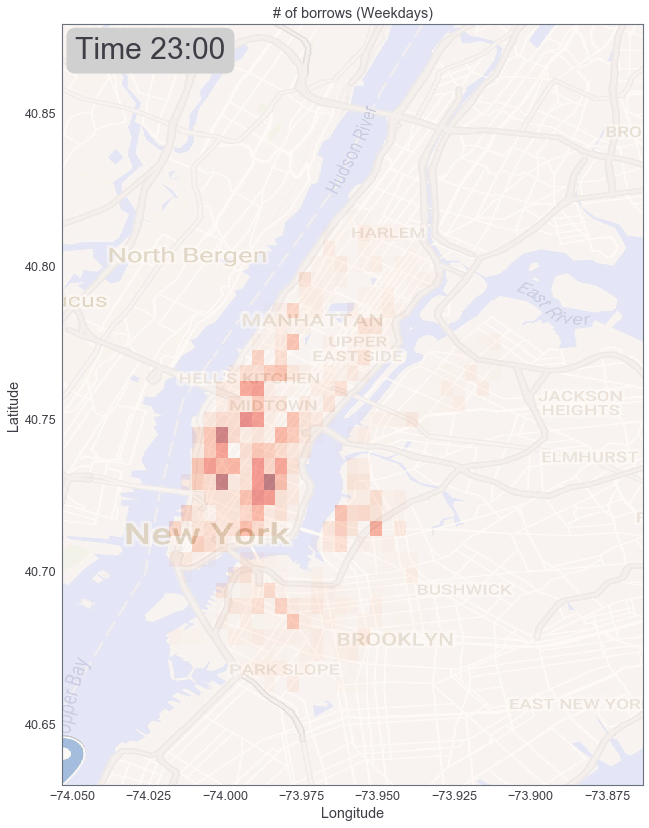 # of borrows (Weekdays)
Time 23:00
40.85
BRO
Hudson River
HARLEM
40.80
North Bergen
East River
UCUS
MANHATTAN
UPPER
EAST SIDE
HELL'S KITCHEN
JACKSON
HEIGHTS
MIDTOWN
40.75
Latitude
ELMHURST
New York
40.70
BUSHWICK
BROOKLYN
PARK SLOPE
pper Bay
EAST NEW YOR
40.65
−74.050
−74.025
−74.000
−73.975
−73.950
−73.925
−73.900
−73.875
Longitude